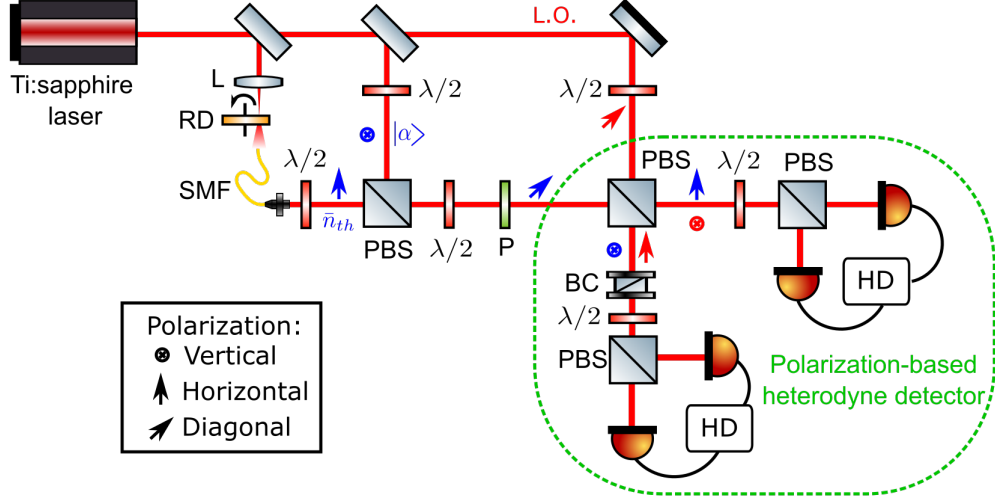 L.O.
Ti:sapphire
laser
L
λ/2
λ/2
RD
|α>
SMF
λ/2
n̄_th
PBS
λ/2
P
PBS
λ/2
PBS
BC
λ/2
PBS
HD
HD
Polarization-based
heterodyne detector
Polarization:
Vertical
Horizontal
Diagonal